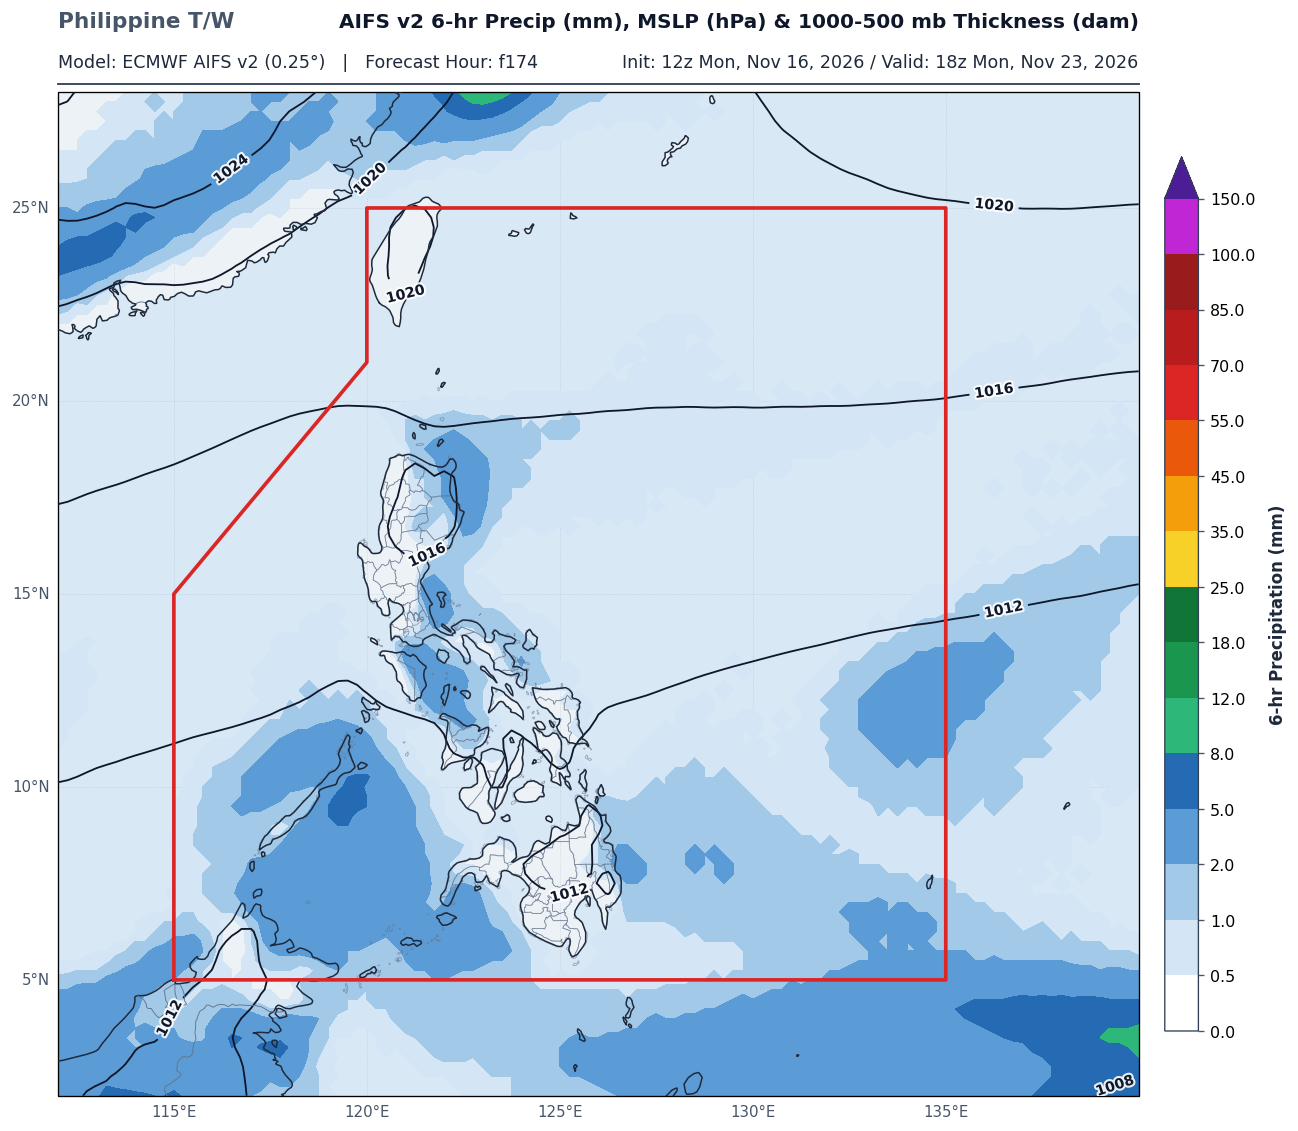 Philippine T/W
AIFS v2 6-hr Precip (mm), MSLP (hPa) & 1000-500 mb Thickness (dam)
Model: ECMWF AIFS v2 (0.25°) | Forecast Hour: f174
Init: 12z Mon, Nov 16, 2026 / Valid: 18z Mon, Nov 23, 2026
1024
1020
1020
1020
1016
1016
1012
1012
1012
1008
25°N
20°N
15°N
10°N
5°N
115°E
120°E
125°E
130°E
135°E
150.0
100.0
85.0
70.0
55.0
45.0
35.0
25.0
18.0
12.0
8.0
5.0
2.0
1.0
0.5
0.0
6-hr Precipitation (mm)